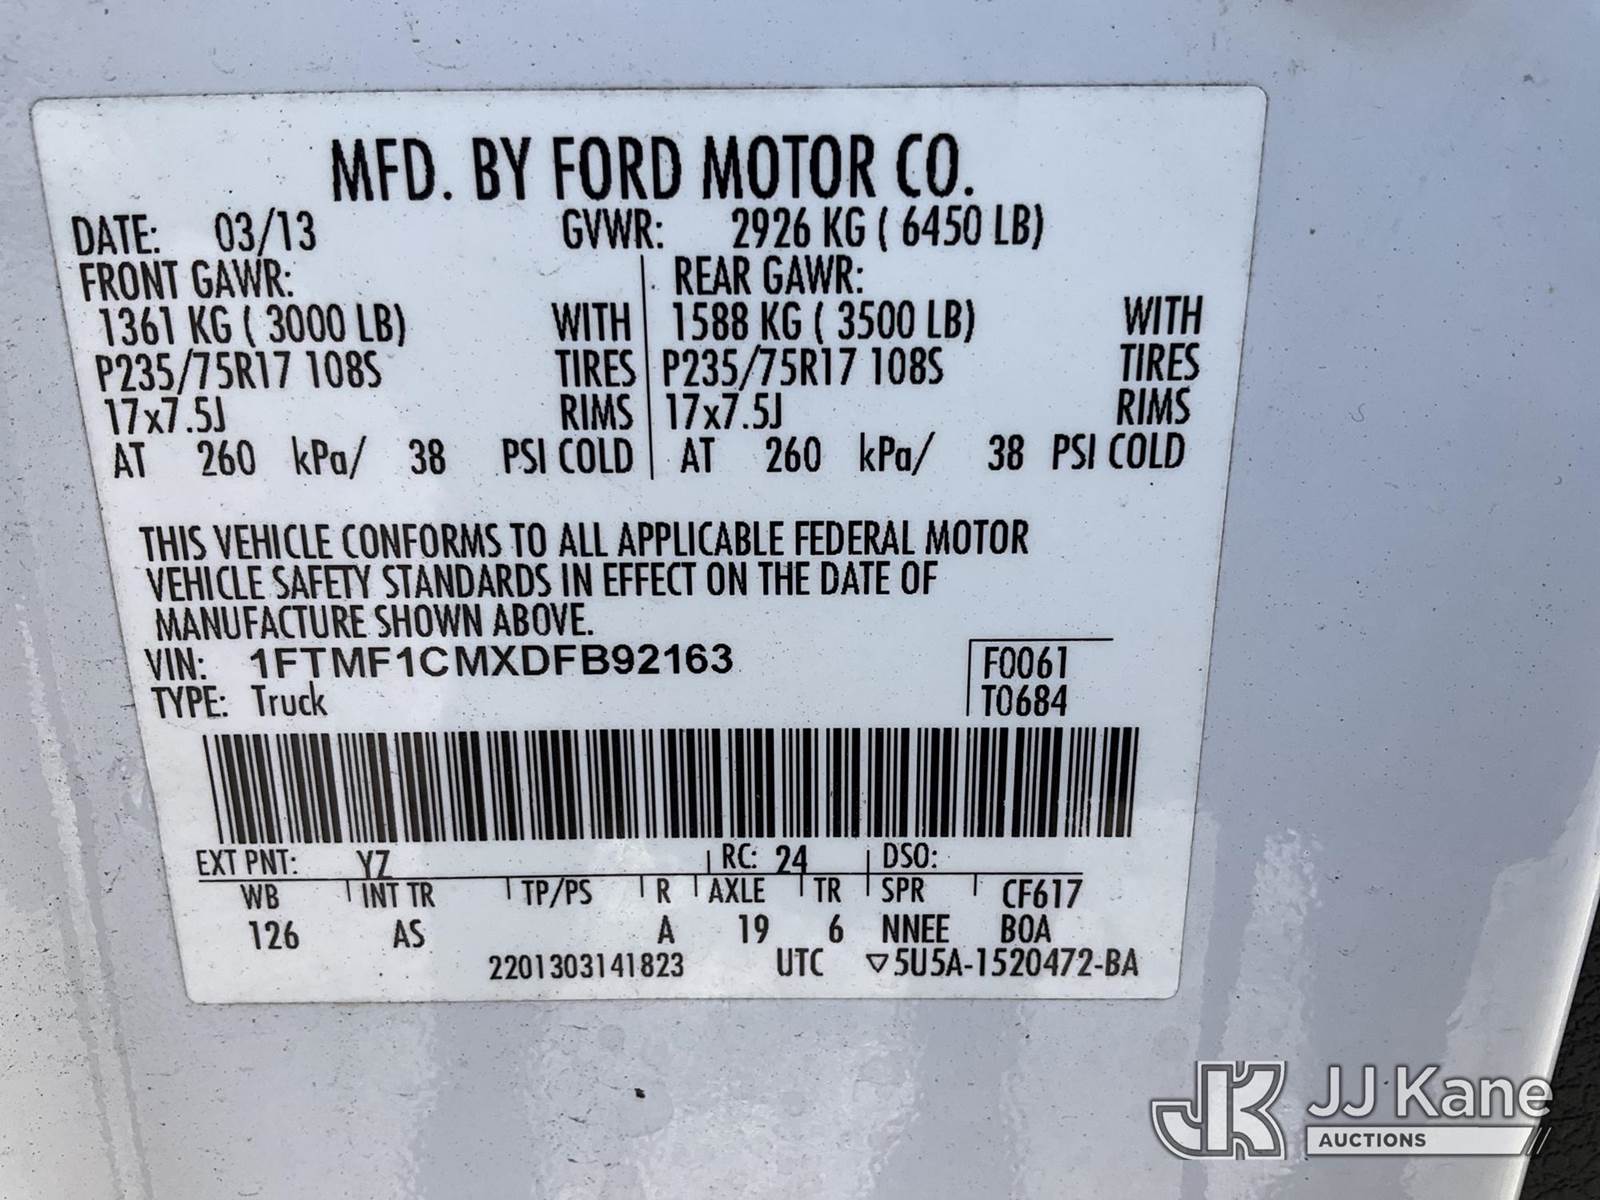 MFD. BY FORD MOTOR CO.
DATE: 03/13 GVWR: 2926 KG ( 6450 LB)
FRONT GAWR: REAR GAWR:
1361 KG ( 3000 LB) WITH 1588 KG ( 3500 LB) WITH
P235/75R17 108S TIRES P235/75R17 108S TIRES
17x7.5J RIMS 17x7.5J RIMS
AT 260 kPa/ 38 PSI COLD AT 260 kPa/ 38 PSI COLD
THIS VEHICLE CONFORMS TO ALL APPLICABLE FEDERAL MOTOR
VEHICLE SAFETY STANDARDS IN EFFECT ON THE DATE OF
MANUFACTURE SHOWN ABOVE.
VIN: 1FTMF1CMXDFB92163 F0061
TYPE: Truck T0684
EXT PNT: YZ RC: 24 DSO:
WB INT TR TP/PS R AXLE TR SPR CF617
126 AS A 19 6 NNEE BOA
2201303141823 UTC ▽5U5A-1520472-BA
JK JJ Kane
AUCTIONS